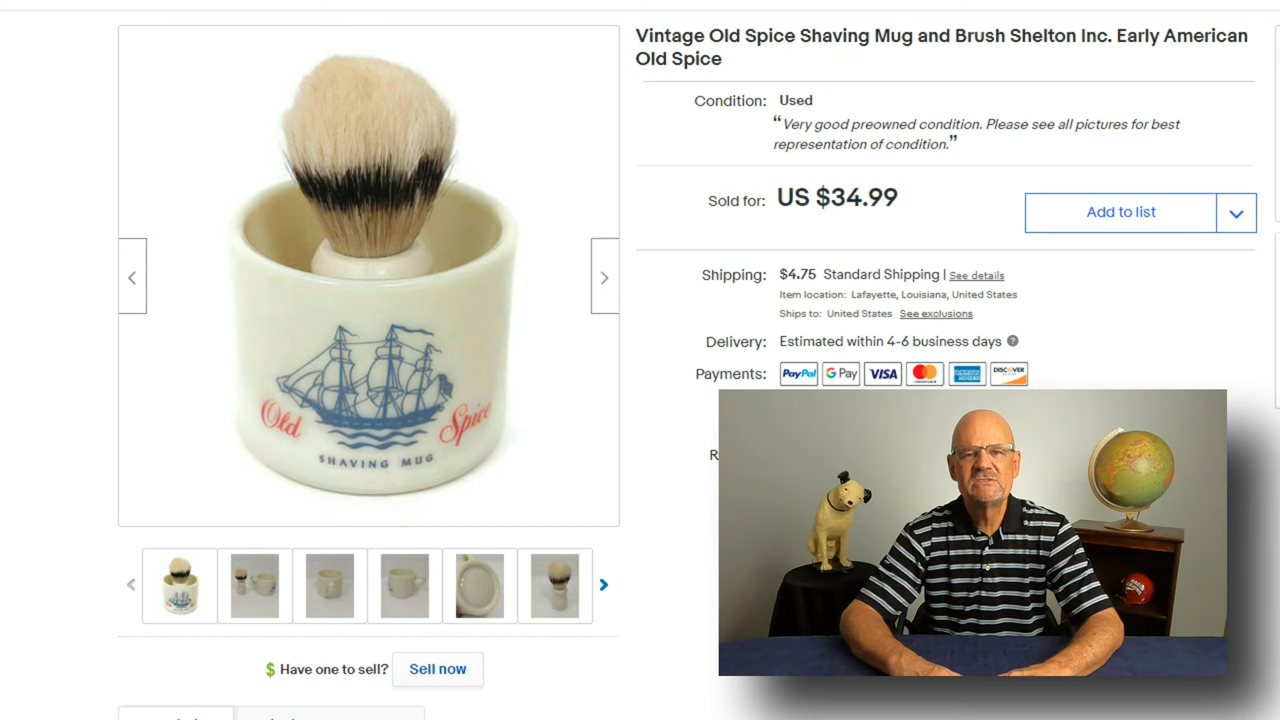 Vintage Old Spice Shaving Mug and Brush Shelton Inc. Early American
Old Spice
Condition: Used
“Very good preowned condition. Please see all pictures for best
representation of condition.”
Sold for: US $34.99
Add to list
Shipping: $4.75 Standard Shipping | See details
Item location: Lafayette, Louisiana, United States
Ships to: United States See exclusions
Delivery: Estimated within 4-6 business days ?
Payments: PayPal G Pay VISA mastercard AMERICAN EXPRESS DISCOVER
R
Old Spice
SHAVING MUG
$ Have one to sell? Sell now